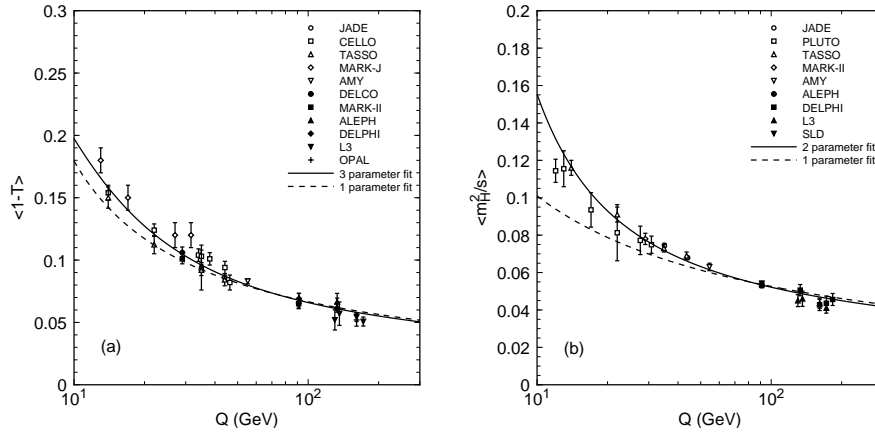 0.3
0.25
0.2
0.15
0.1
0.05
0
<1-T>
JADE
CELLO
TASSO
MARK-J
AMY
DELCO
MARK-II
ALEPH
DELPHI
L3
OPAL
3 parameter fit
1 parameter fit
(a)
10¹
10²
Q (GeV)
0.2
0.18
0.16
0.14
0.12
0.1
0.08
0.06
0.04
0.02
0
<m²H/s>
JADE
PLUTO
TASSO
MARK-II
AMY
ALEPH
DELPHI
L3
SLD
2 parameter fit
1 parameter fit
(b)
10¹
10²
Q (GeV)